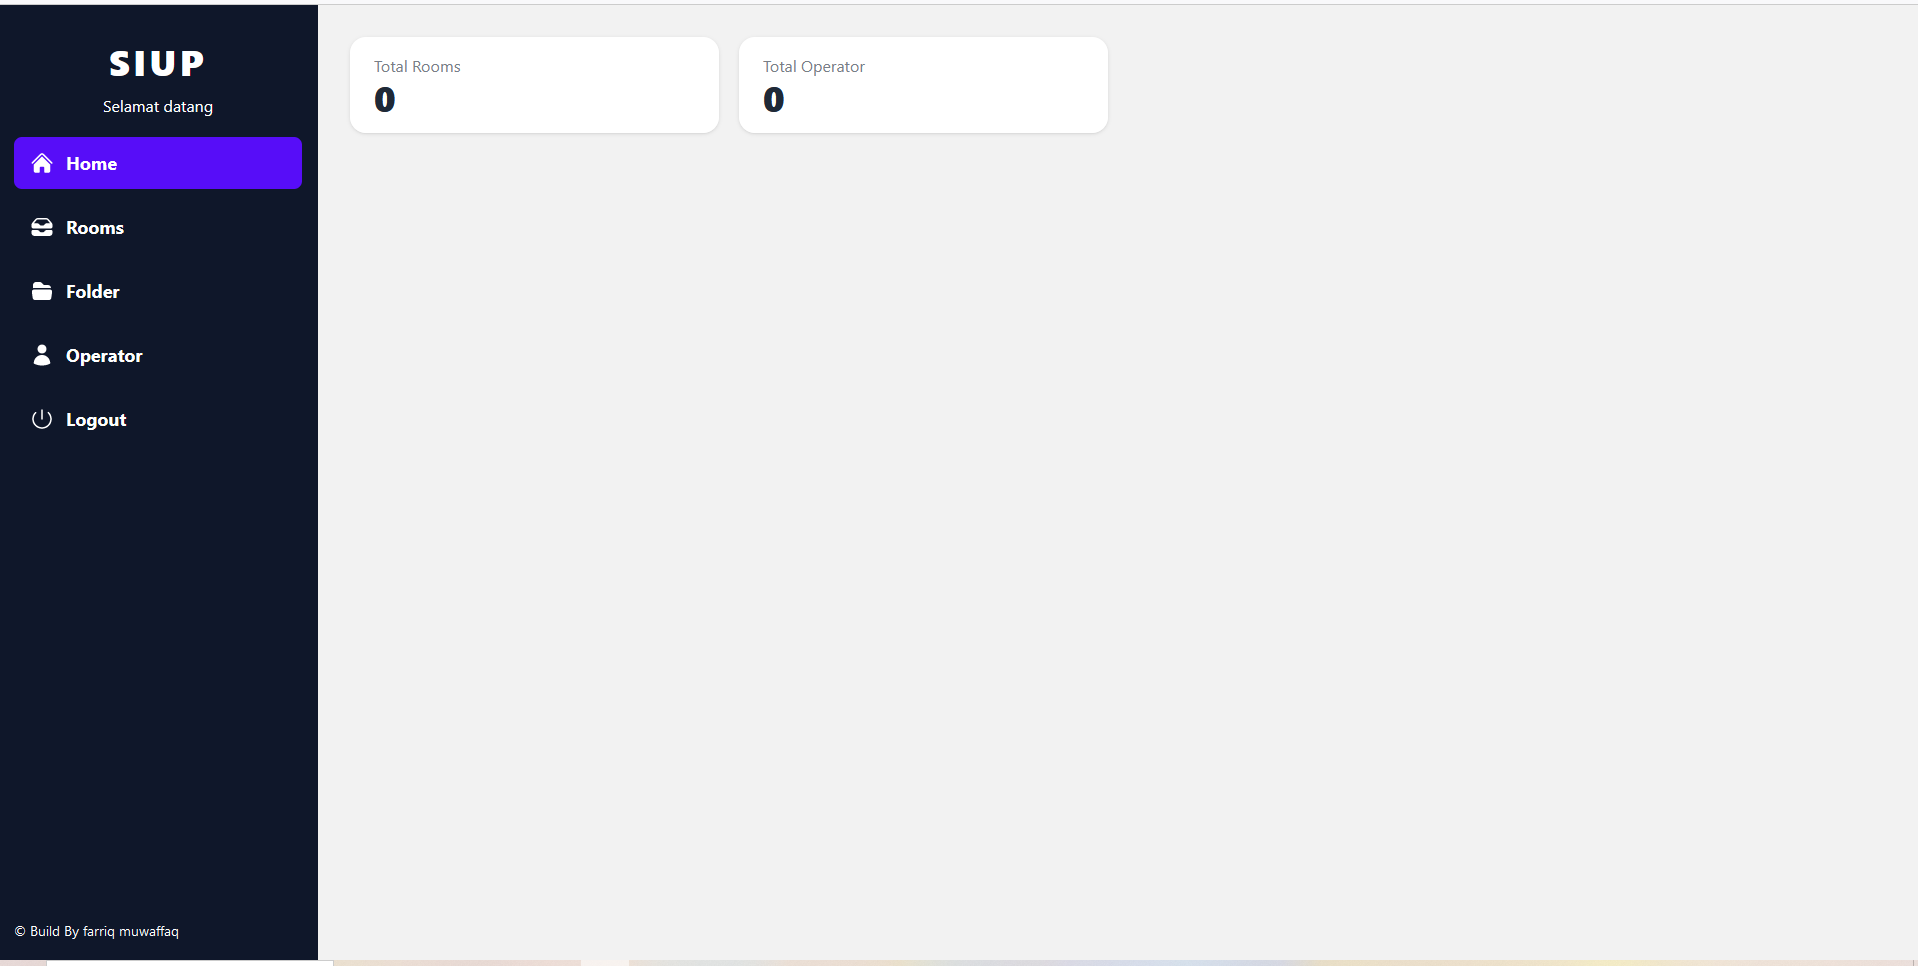 SIUP
Selamat datang
Home
Rooms
Folder
Operator
Logout
© Build By farriq muwaffaq
Total Rooms
0
Total Operator
0